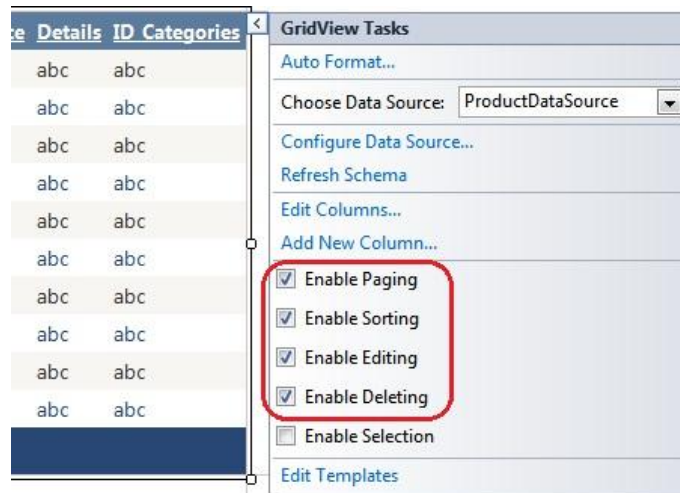 Details ID Categories
abc abc
abc abc
abc abc
abc abc
abc abc
abc abc
abc abc
abc abc
abc abc
abc abc
GridView Tasks
Auto Format...
Choose Data Source: ProductDataSource
Configure Data Source...
Refresh Schema
Edit Columns...
Add New Column...
Enable Paging
Enable Sorting
Enable Editing
Enable Deleting
Enable Selection
Edit Templates